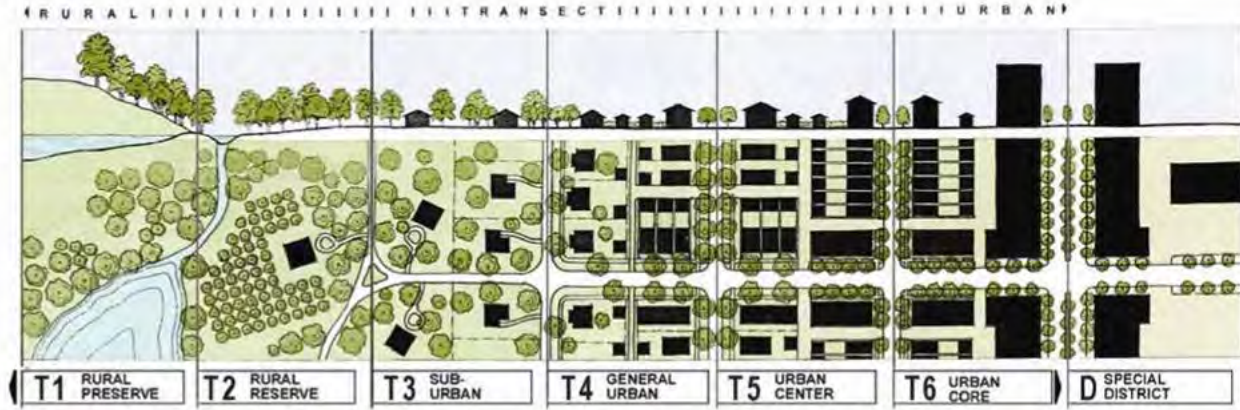 RURAL TRANSECT URBAN
T1 RURAL PRESERVE
T2 RURAL RESERVE
T3 SUB-URBAN
T4 GENERAL URBAN
T5 URBAN CENTER
T6 URBAN CORE
D SPECIAL DISTRICT